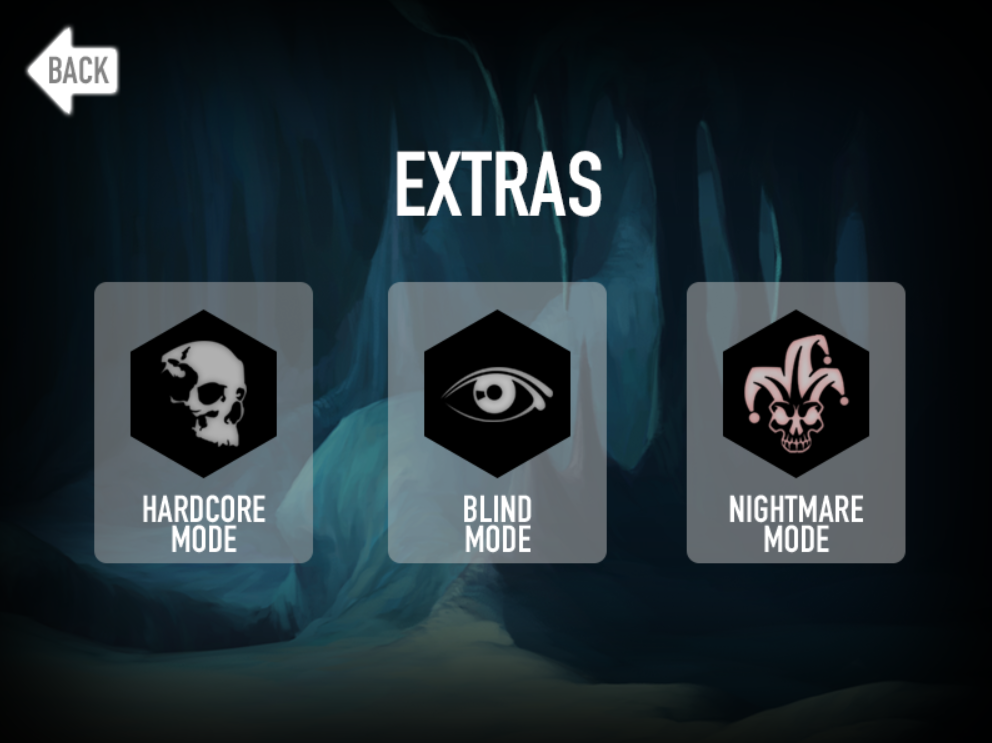 BACK
EXTRAS
HARDCORE
MODE
BLIND
MODE
NIGHTMARE
MODE